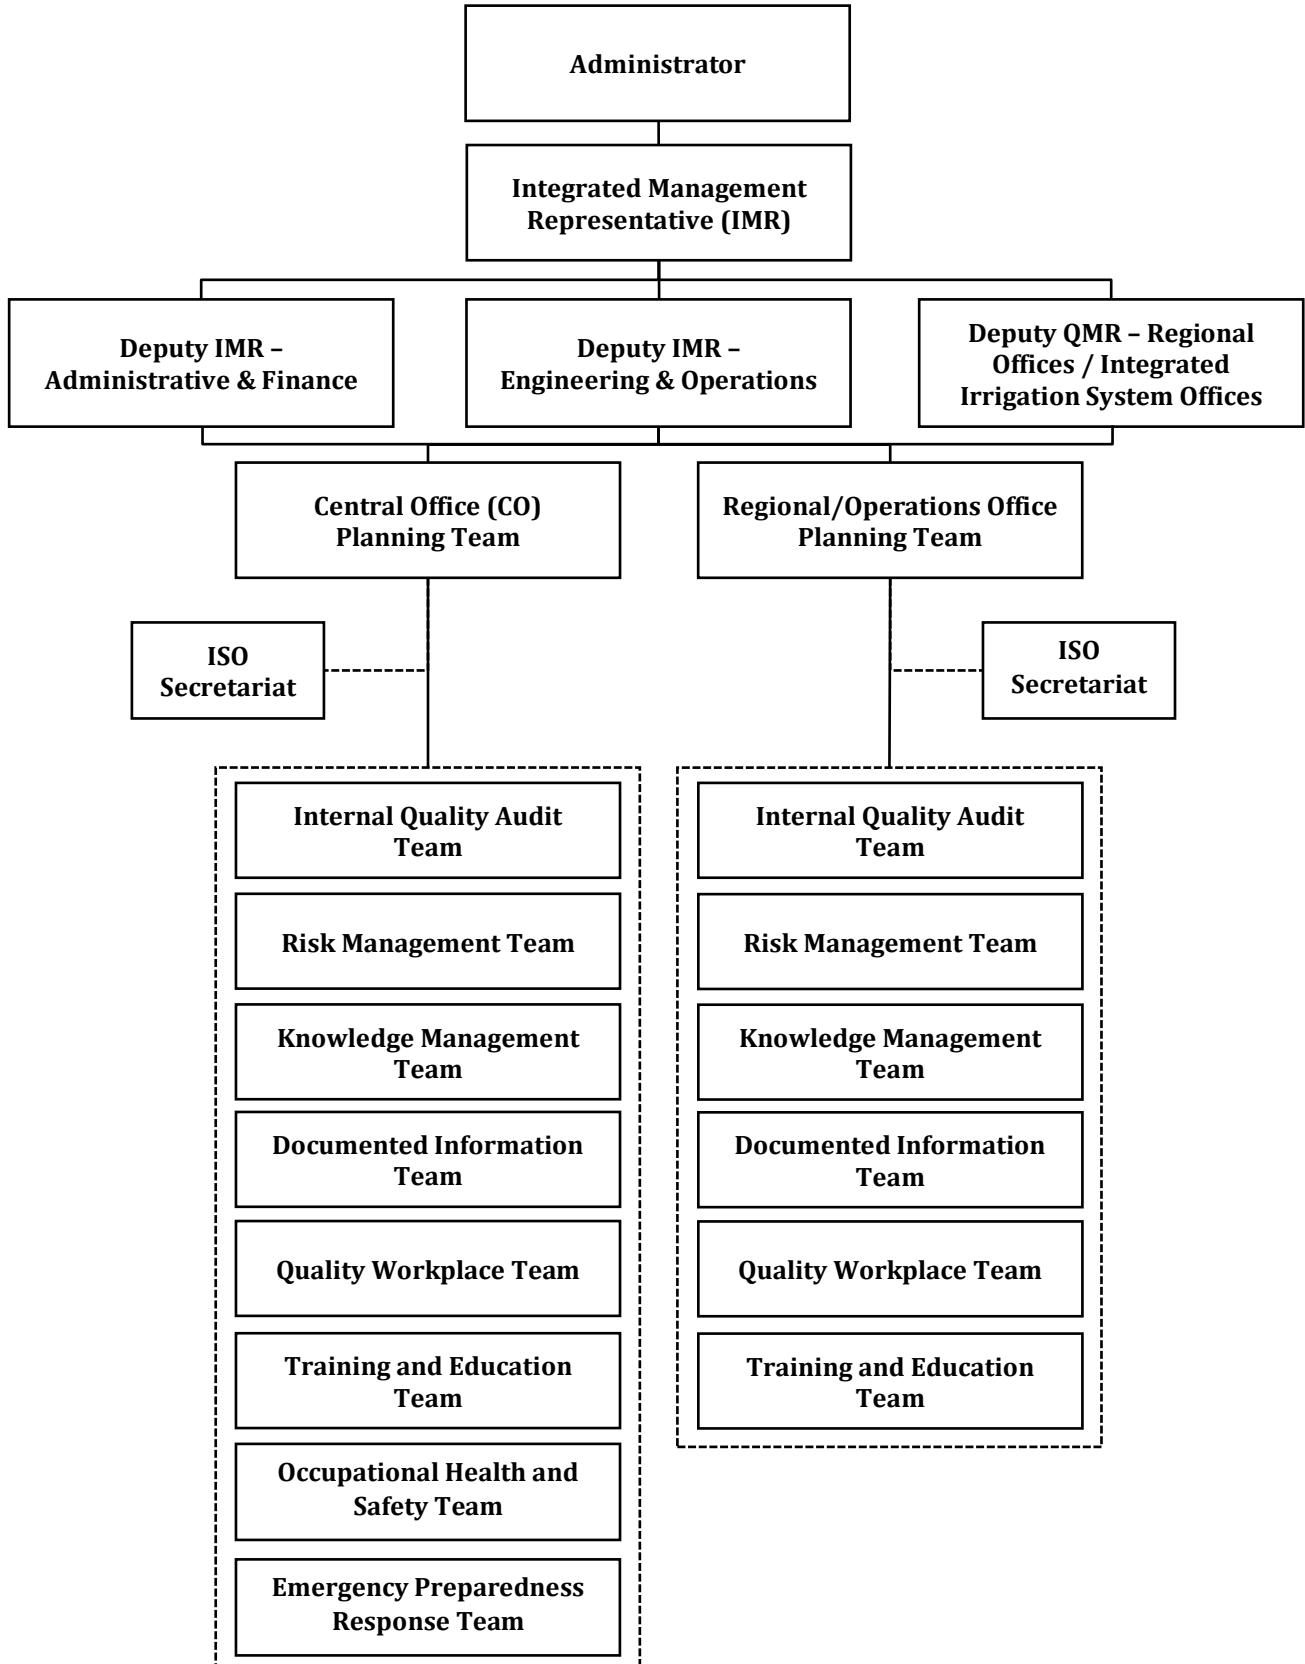 Administrator
Integrated Management
Representative (IMR)
Deputy IMR –
Administrative & Finance
Deputy IMR –
Engineering & Operations
Deputy QMR – Regional
Offices / Integrated
Irrigation System Offices
Central Office (CO)
Planning Team
Regional/Operations Office
Planning Team
ISO
Secretariat
ISO
Secretariat
Internal Quality Audit
Team
Risk Management Team
Knowledge Management
Team
Documented Information
Team
Quality Workplace Team
Training and Education
Team
Occupational Health and
Safety Team
Emergency Preparedness
Response Team
Internal Quality Audit
Team
Risk Management Team
Knowledge Management
Team
Documented Information
Team
Quality Workplace Team
Training and Education
Team